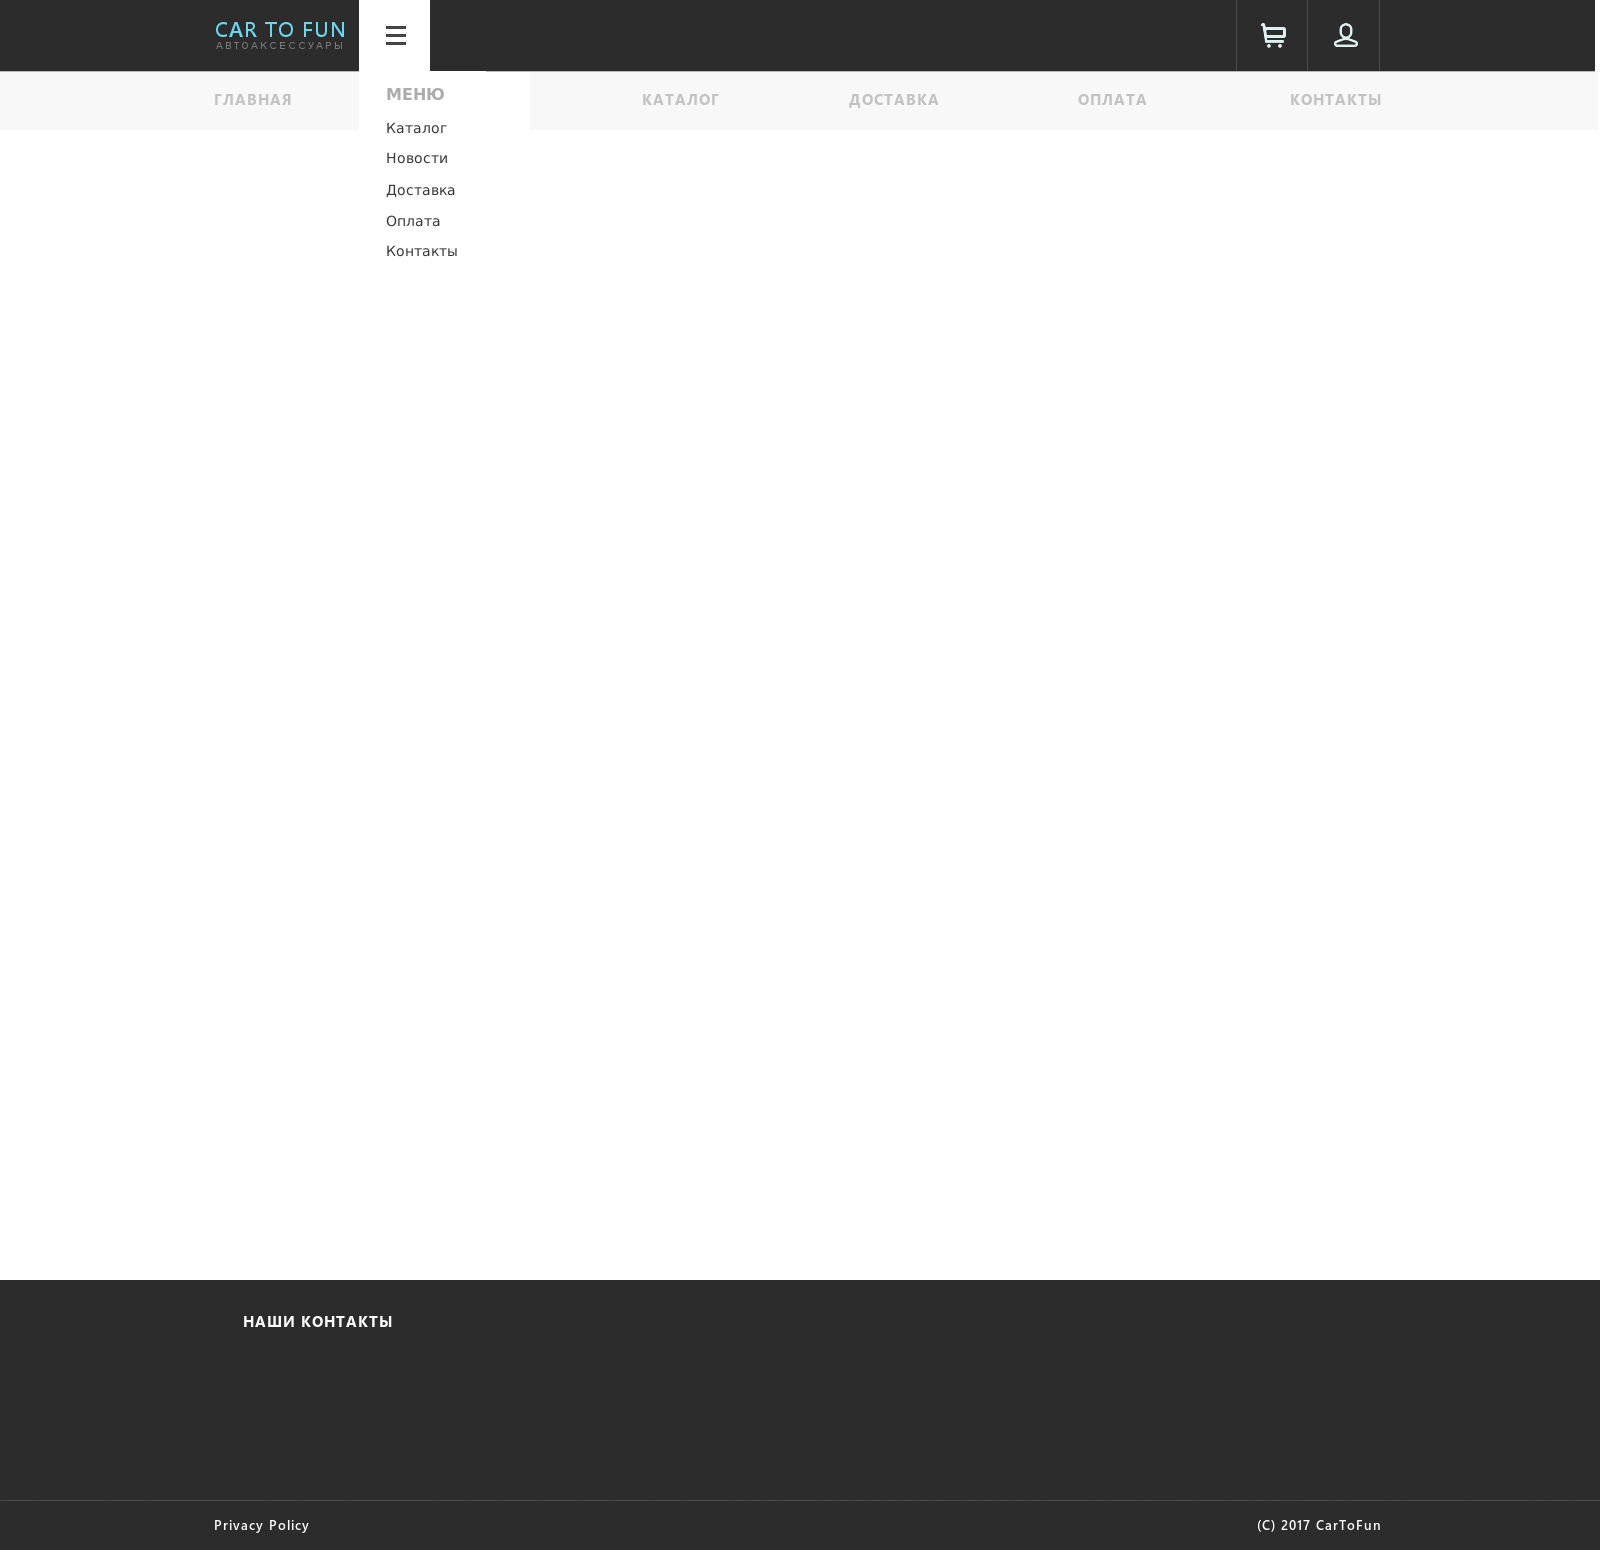 CAR TO FUN
АВТОАКСЕССУАРЫ
ГЛАВНАЯ
КАТАЛОГ
ДОСТАВКА
ОПЛАТА
КОНТАКТЫ
МЕНЮ
Каталог
Новости
Доставка
Оплата
Контакты
НАШИ КОНТАКТЫ
Privacy Policy
(C) 2017 CarToFun